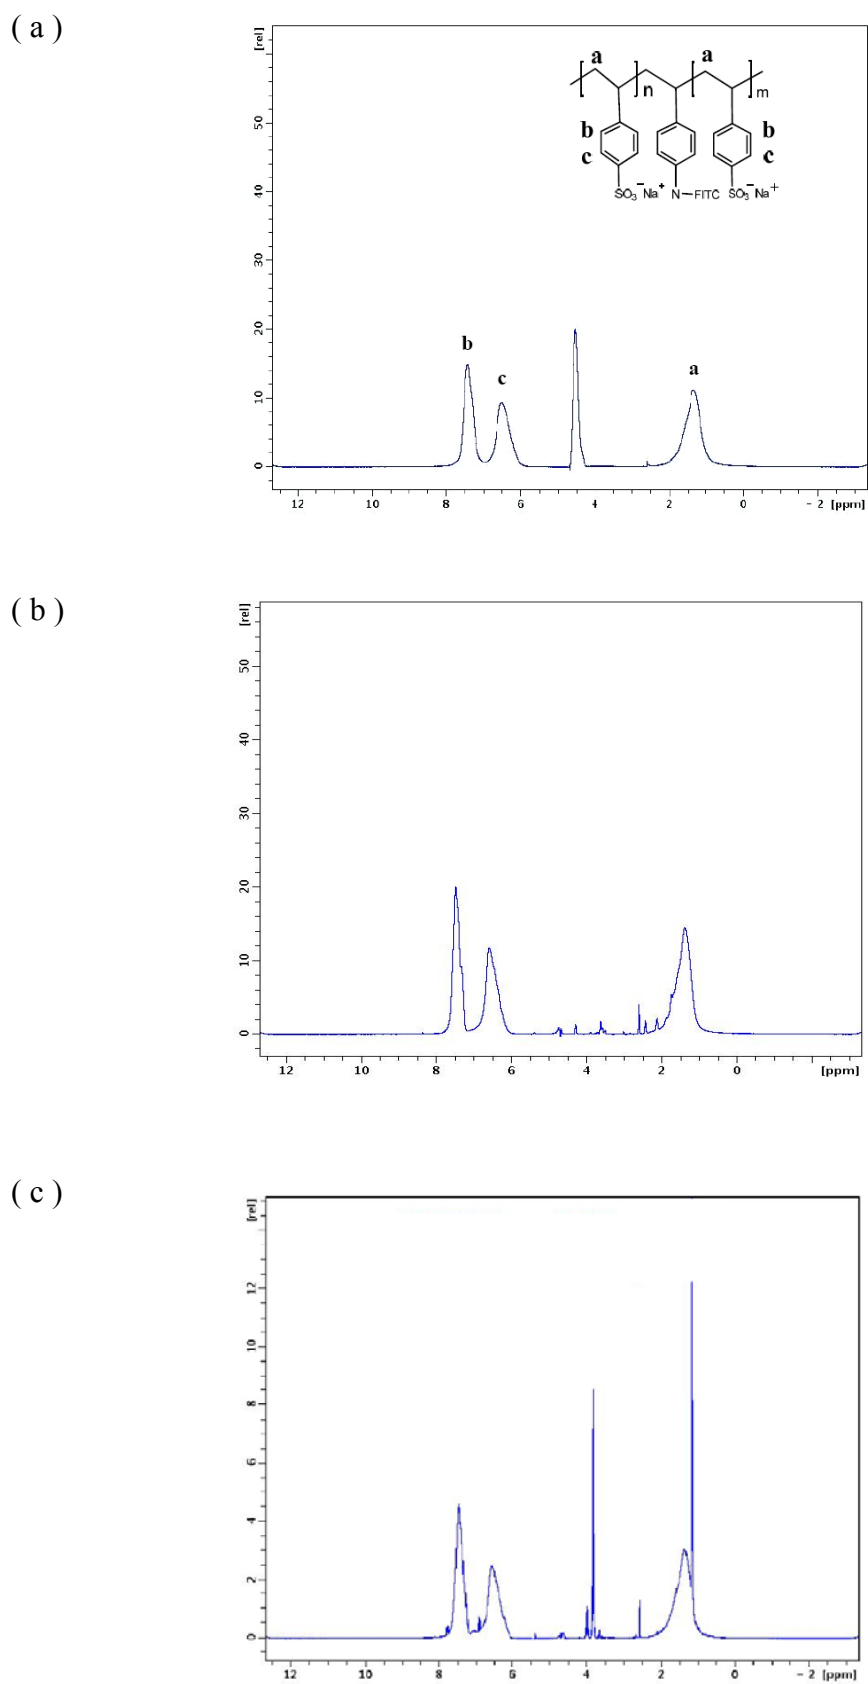 ( a )
[rel]
a a
n m
b b
c c
SO3 − Na + N — FITC SO3 − Na +
50
40
30
20
10
0
b
c
a
12 10 8 6 4 2 0 - 2 [ppm]
( b )
[rel]
50
40
30
20
10
0
12 10 8 6 4 2 0 [ppm]
( c )
[rel]
12
10
8
6
4
2
0
12 10 8 6 4 2 0 - 2 [ppm]